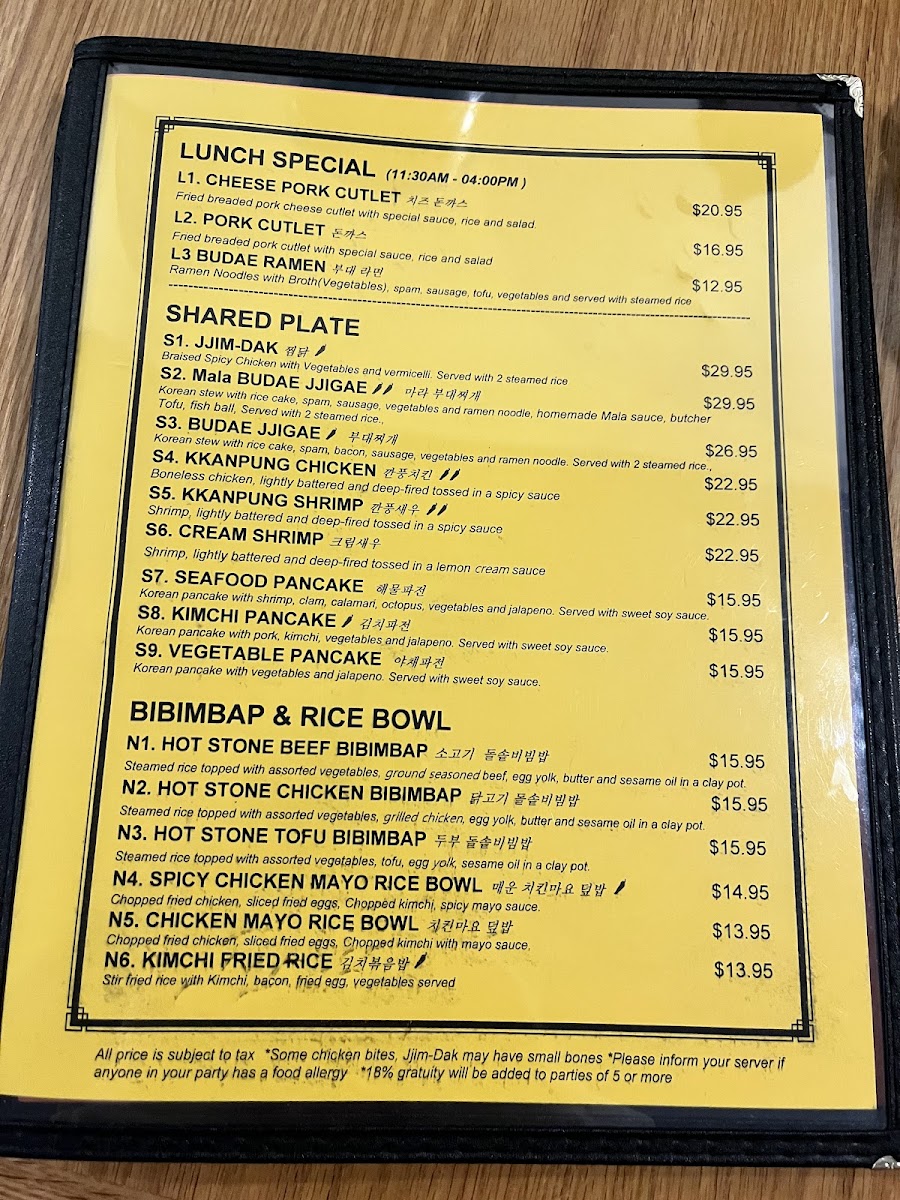 LUNCH SPECIAL (11:30AM - 04:00PM )
L1. CHEESE PORK CUTLET 치즈 돈까스 $20.95
Fried breaded pork cheese cutlet with special sauce, rice and salad
L2. PORK CUTLET 돈까스 $16.95
Fried breaded pork cutlet with special sauce, rice and salad
L3 BUDAE RAMEN 부대 라면 $12.95
Ramen Noodles with Broth(Vegetables), spam, sausage, tofu, vegetables and served with steamed rice
SHARED PLATE
S1. JJIM-DAK 찜닭 $29.95
Braised Spicy Chicken with Vegetables and vermicelli. Served with 2 steamed rice
S2. Mala BUDAE JJIGAE 마라 부대찌개 $29.95
Korean stew with rice cake, spam, sausage, vegetables and ramen noodle, homemade Mala sauce, butcher
Tofu, fish ball, Served with 2 steamed rice.,
S3. BUDAE JJIGAE 부대찌개 $26.95
Korean stew with rice cake, spam, bacon, sausage, vegetables and ramen noodle. Served with 2 steamed rice.,
S4. KKANPUNG CHICKEN 깐풍치킨 $22.95
Boneless chicken, lightly battered and deep-fired tossed in a spicy sauce
S5. KKANPUNG SHRIMP 깐풍새우 $22.95
Shrimp, lightly battered and deep-fired tossed in a spicy sauce
S6. CREAM SHRIMP 크림새우 $22.95
Shrimp, lightly battered and deep-fired tossed in a lemon cream sauce
S7. SEAFOOD PANCAKE 해물파전 $15.95
Korean pancake with shrimp, clam, calamari, octopus, vegetables and jalapeno. Served with sweet soy sauce.
S8. KIMCHI PANCAKE 김치파전 $15.95
Korean pancake with pork, kimchi, vegetables and jalapeno. Served with sweet soy sauce.
S9. VEGETABLE PANCAKE 야채파전 $15.95
Korean pancake with vegetables and jalapeno. Served with sweet soy sauce.
BIBIMBAP & RICE BOWL
N1. HOT STONE BEEF BIBIMBAP 소고기 돌솥비빔밥 $15.95
Steamed rice topped with assorted vegetables, ground seasoned beef, egg yolk, butter and sesame oil in a clay pot.
N2. HOT STONE CHICKEN BIBIMBAP 닭고기 돌솥비빔밥 $15.95
Steamed rice topped with assorted vegetables, grilled chicken, egg yolk, butter and sesame oil in a clay pot.
N3. HOT STONE TOFU BIBIMBAP 두부 돌솥비빔밥 $15.95
Steamed rice topped with assorted vegetables, tofu, egg yolk, sesame oil in a clay pot.
N4. SPICY CHICKEN MAYO RICE BOWL 매운 치킨마요 덮밥 $14.95
Chopped fried chicken, sliced fried eggs, Chopped kimchi, spicy mayo sauce.
N5. CHICKEN MAYO RICE BOWL 치킨마요 덮밥 $13.95
Chopped fried chicken, sliced fried eggs, Chopped kimchi with mayo sauce.
N6. KIMCHI FRIED RICE 김치볶음밥 $13.95
Stir fried rice with Kimchi, bacon, fried egg, vegetables served
All price is subject to tax *Some chicken bites, Jjim-Dak may have small bones *Please inform your server if
anyone in your party has a food allergy *18% gratuity will be added to parties of 5 or more